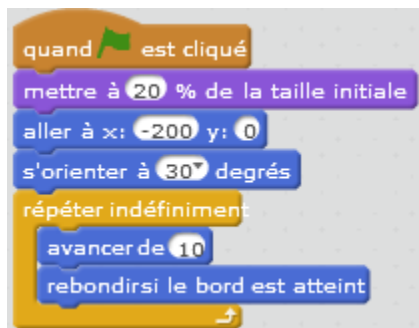 quand est cliqué
mettre à 20 % de la taille initiale
aller à x: -200 y: 0
s'orienter à 30 degrés
répéter indéfiniment
avancer de 10
rebondirsi le bord est atteint